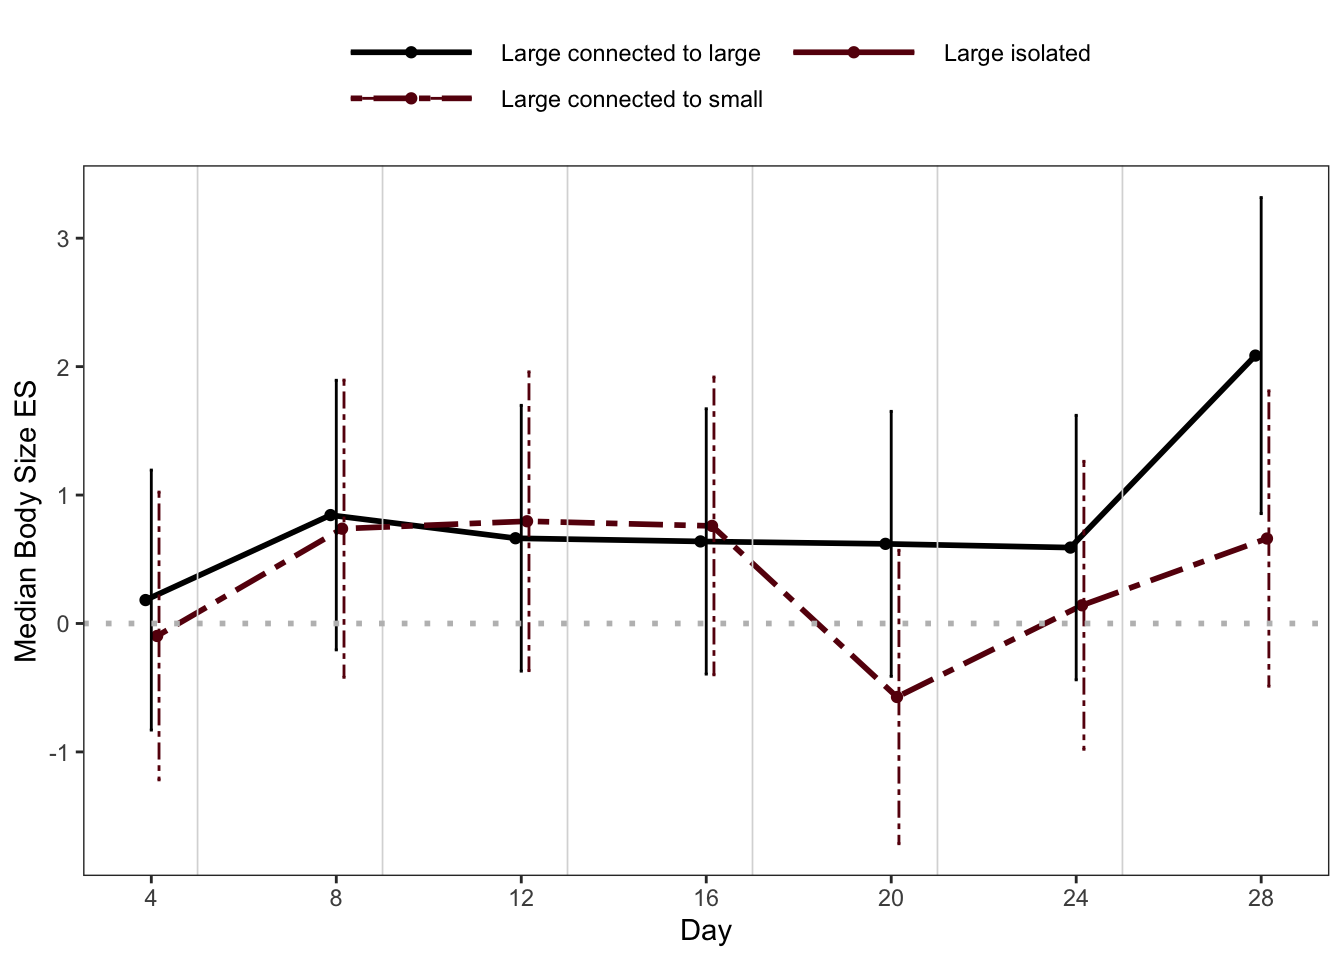 Large connected to large
Large isolated
Large connected to small
Median Body Size ES
3
2
1
0
-1
4 8 12 16 20 24 28
Day